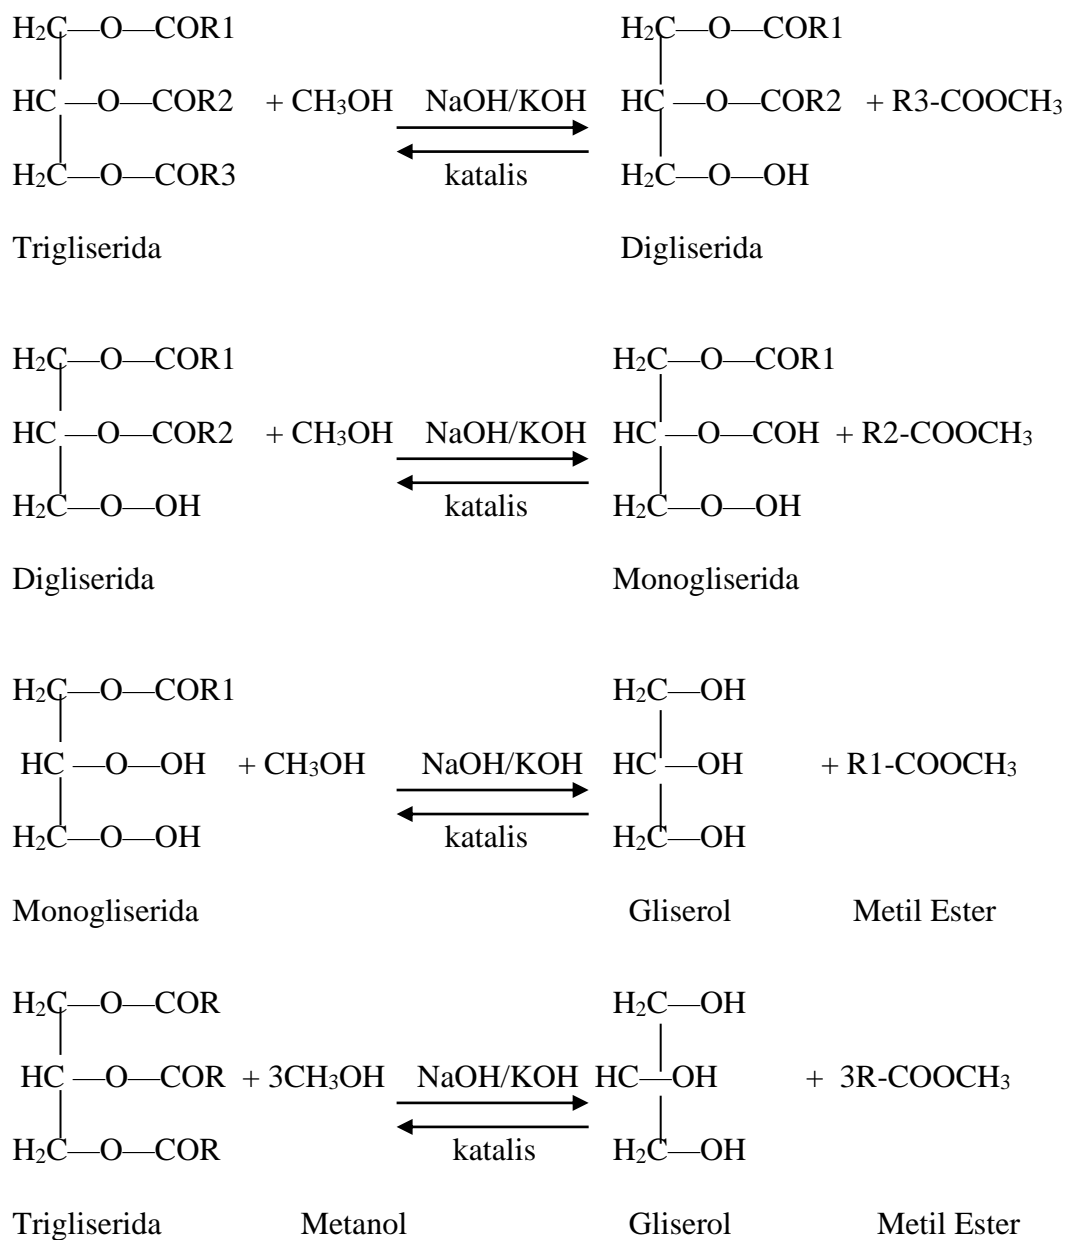 H₂C—O—COR1 H₂C—O—COR1
HC —O—COR2 + CH₃OH NaOH/KOH HC —O—COR2 + R3-COOCH₃
H₂C—O—COR3 katalis H₂C—O—OH
Trigliserida Digliserida
H₂C—O—COR1 H₂C—O—COR1
HC —O—COR2 + CH₃OH NaOH/KOH HC —O—COH + R2-COOCH₃
H₂C—O—OH katalis H₂C—O—OH
Digliserida Monogliserida
H₂C—O—COR1 H₂C—OH
HC —O—OH + CH₃OH NaOH/KOH HC —OH + R1-COOCH₃
H₂C—O—OH katalis H₂C—OH
Monogliserida Gliserol Metil Ester
H₂C—O—COR H₂C—OH
HC —O—COR + 3CH₃OH NaOH/KOH HC—OH + 3R-COOCH₃
H₂C—O—COR katalis H₂C—OH
Trigliserida Metanol Gliserol Metil Ester